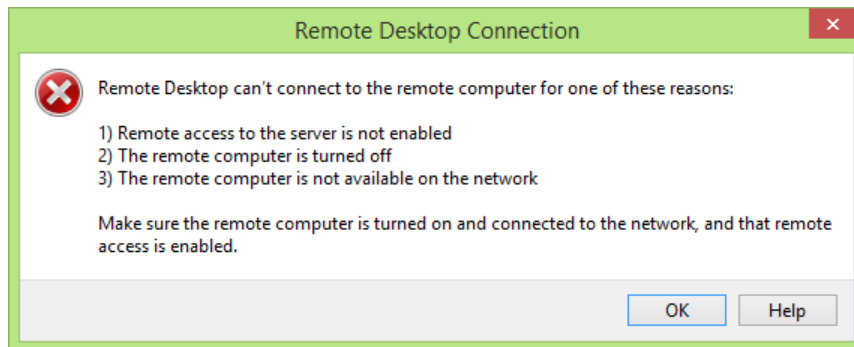 Remote Desktop Connection
Remote Desktop can't connect to the remote computer for one of these reasons:
1) Remote access to the server is not enabled
2) The remote computer is turned off
3) The remote computer is not available on the network
Make sure the remote computer is turned on and connected to the network, and that remote
access is enabled.
OK
Help